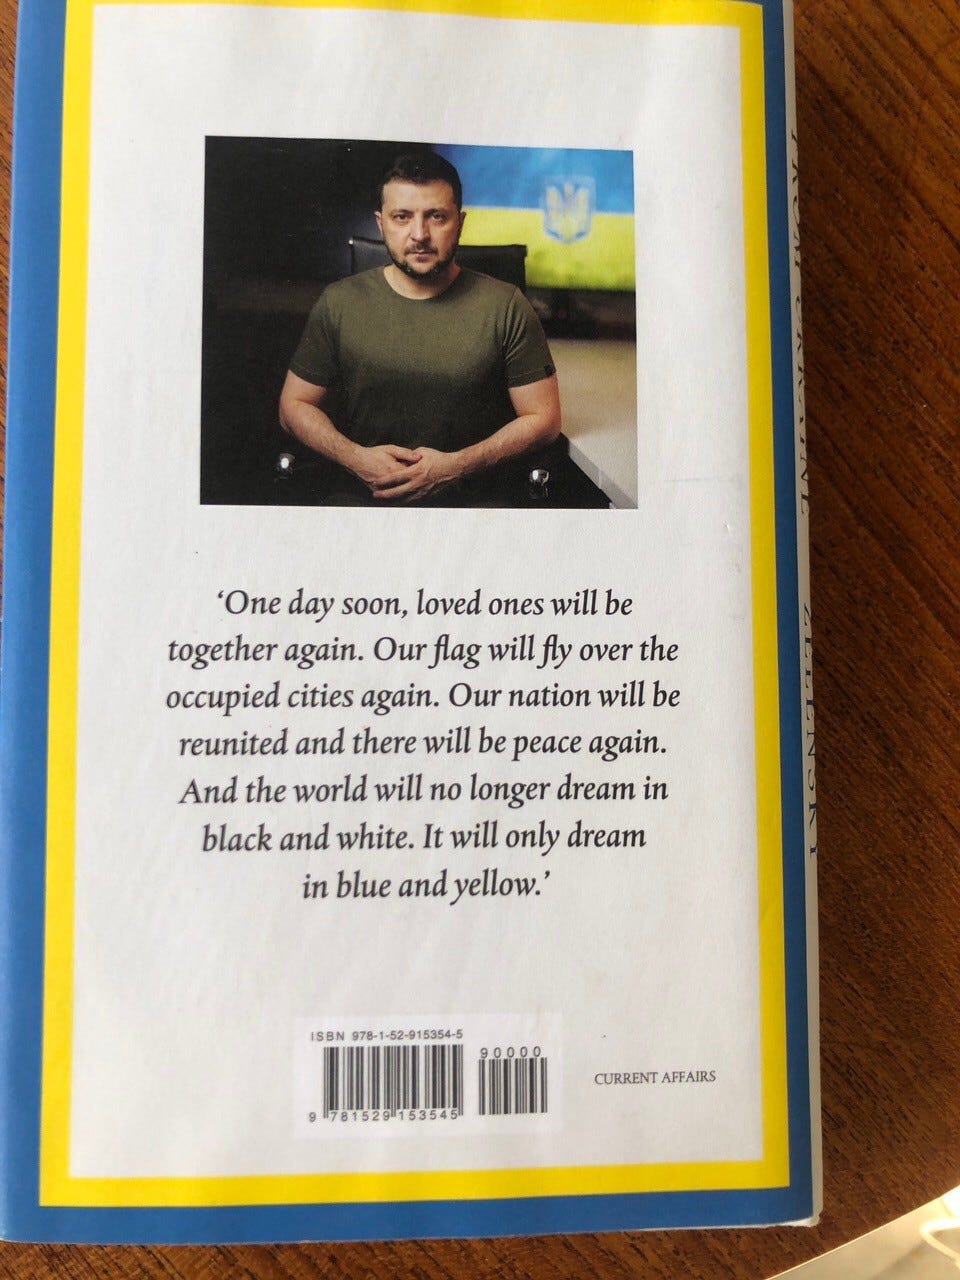 'One day soon, loved ones will be
together again. Our flag will fly over the
occupied cities again. Our nation will be
reunited and there will be peace again.
And the world will no longer dream in
black and white. It will only dream
in blue and yellow.'
ISBN 978-1-52-915354-5
90000
9 781529 153545
CURRENT AFFAIRS
FROM UKRAINE ZELENSKY